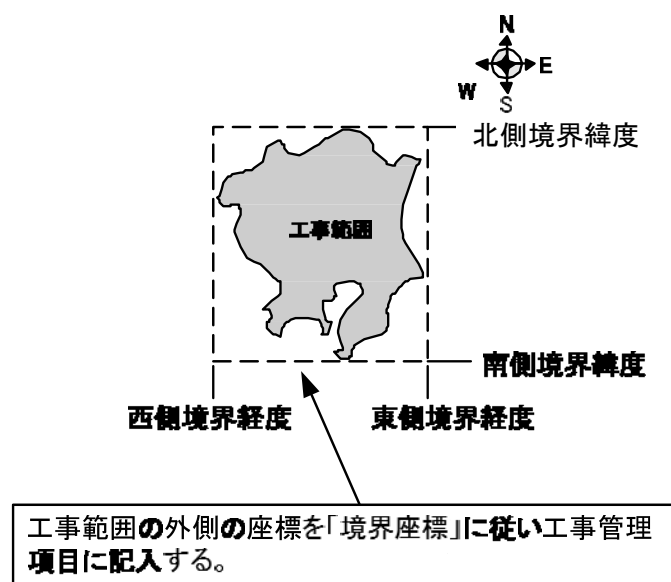 N
W
E
S
北側境界緯度
工事範囲
南側境界緯度
西側境界経度
東側境界経度
工事範囲の外側の座標を「境界座標」に従い工事管理
項目に記入する。